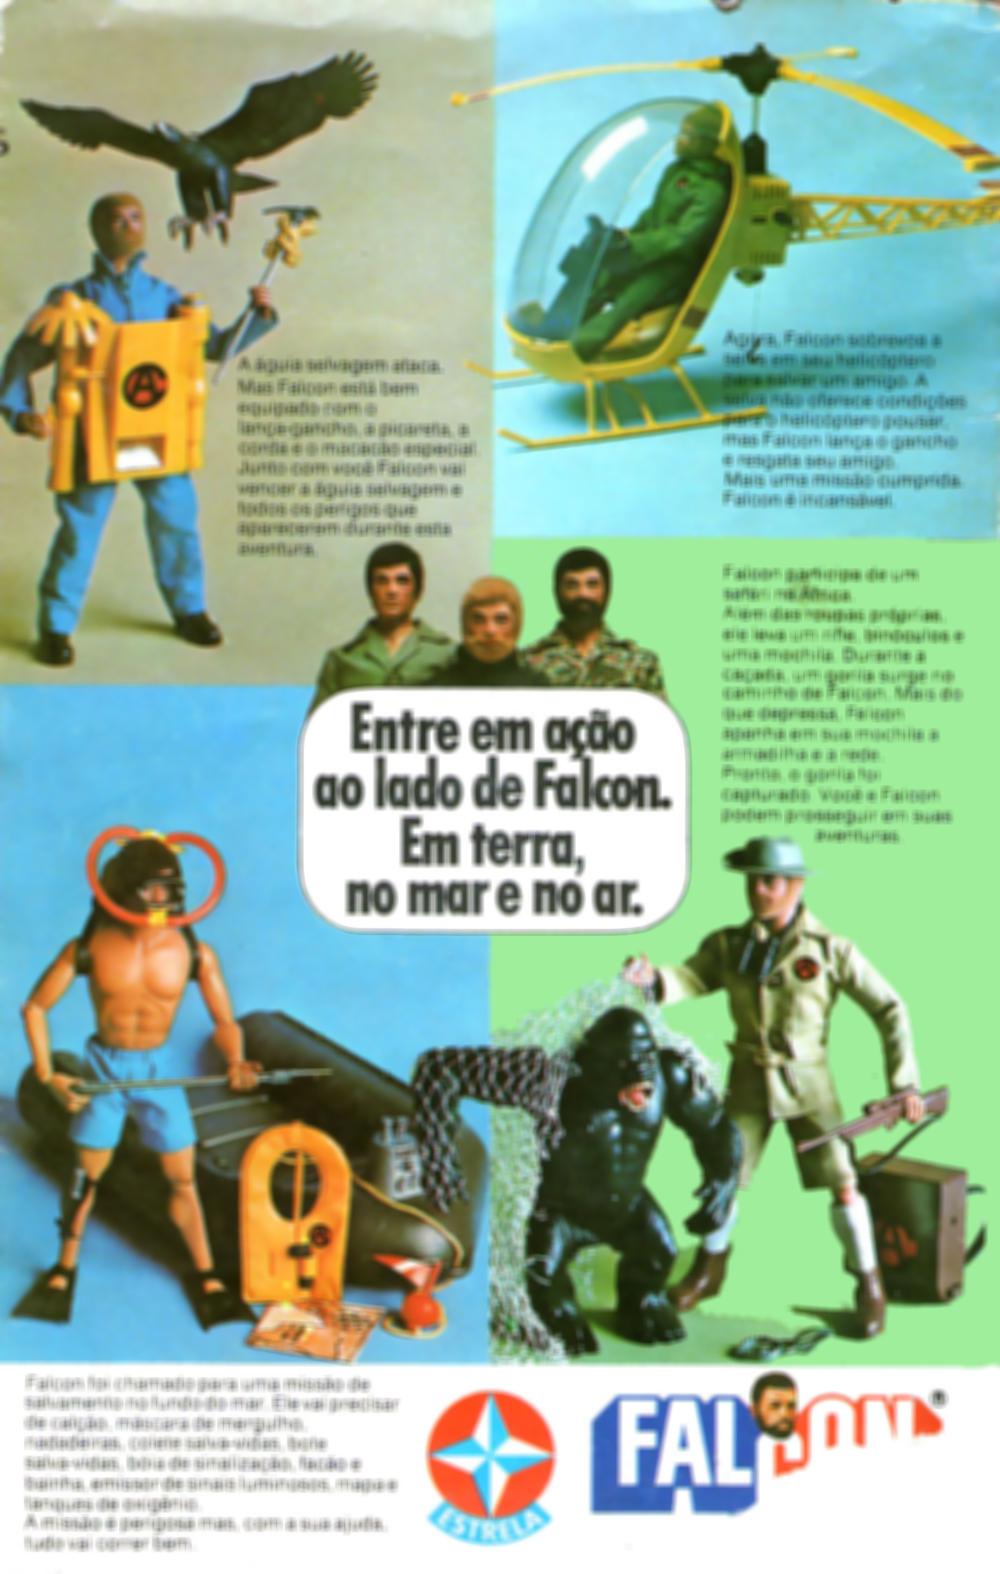 A águia selvagem ataca.
Mas Falcon está bem
equipado com o
lança-gancho, a picareta, a
corda e o macacão especial.
Junto com você Falcon vai
vencer a águia selvagem e
todos os perigos que
aparecerem durante esta
aventura.
Agora, Falcon sobrevoa a
selva em seu helicóptero
para salvar um amigo. A
selva não oferece condições
para o helicóptero pousar,
mas Falcon lança o gancho
e resgata seu amigo.
Mais uma missão cumprida.
Falcon é incansável.
Falcon participa de um
safari na África.
Além das roupas próprias,
ele leva um rifle, binóculos e
uma mochila. Durante a
caçada, um gorila surge no
caminho de Falcon. Mais do
que depressa, Falcon
apanha em sua mochila a
armadilha e a rede.
Pronto, o gorila foi
capturado. Você e Falcon
podem prosseguir em suas
aventuras.
Entre em ação
ao lado de Falcon.
Em terra,
no mar e no ar.
Falcon foi chamado para uma missão de
salvamento no fundo do mar. Ele vai precisar
de calção, máscara de mergulho,
nadadeiras, colete salva-vidas, bote
salva-vidas, bóia de sinalização, facão e
bainha, emissor de sinais luminosos, mapa e
tanques de oxigênio.
A missão é perigosa mas, com a sua ajuda,
tudo vai correr bem.
ESTRELA
FALCON®